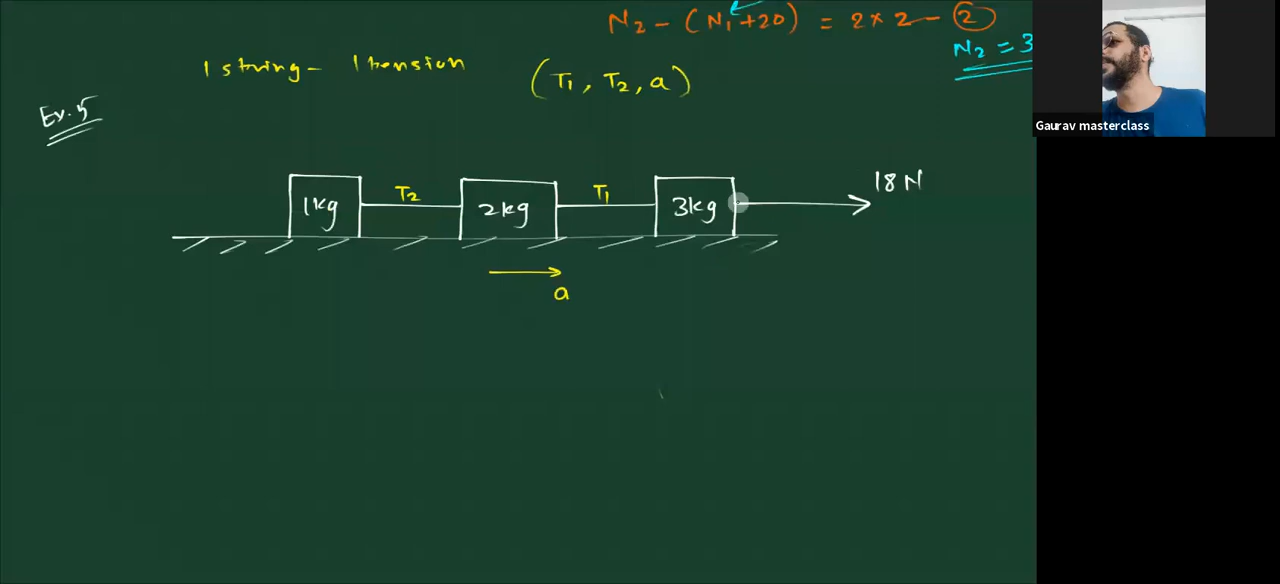 N₂ - (N₁+20) = 2×2 - ②
N₂ = 3
1 string - 1 tension (T₁, T₂, a)
Ex. 5
1kg T₂ 2kg T₁ 3kg 18 N
a
Gaurav masterclass